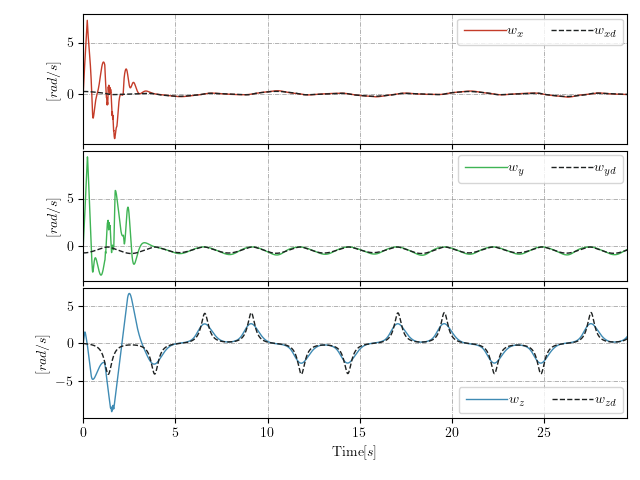 5
0
[rad/s]
w_x w_xd
5
0
[rad/s]
w_y w_yd
5
0
−5
[rad/s]
w_z w_zd
0 5 10 15 20 25
Time[s]